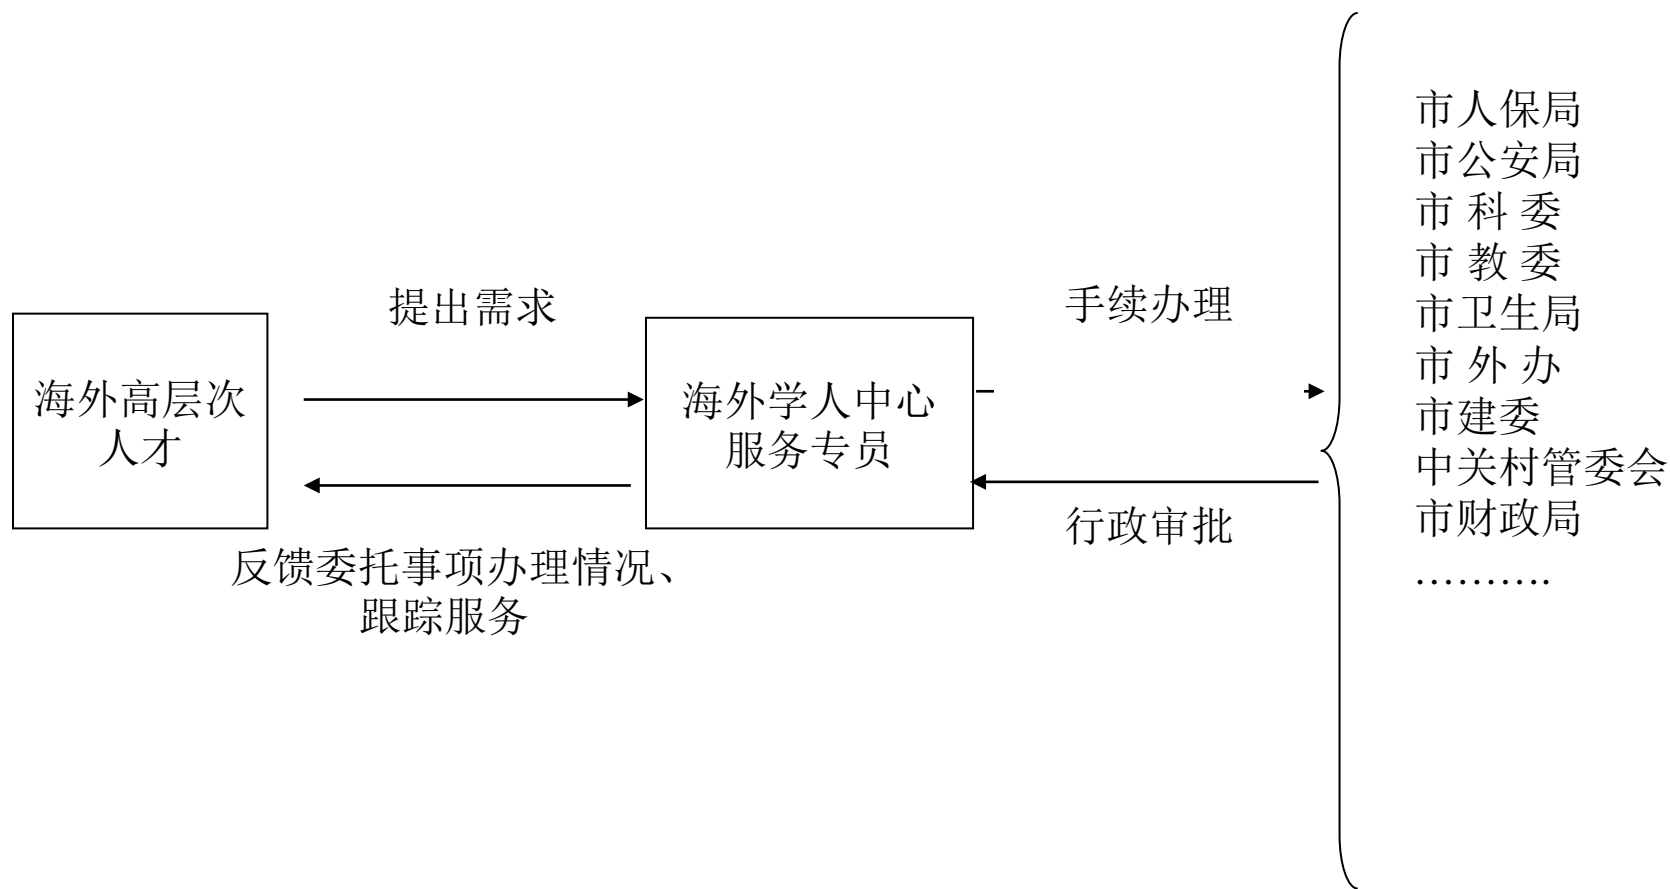 海外高层次
人才
提出需求
反馈委托事项办理情况、
跟踪服务
海外学人中心
服务专员
手续办理
行政审批
市人保局
市公安局
市 科 委
市 教 委
市卫生局
市 外 办
市建委
中关村管委会
市财政局
..........